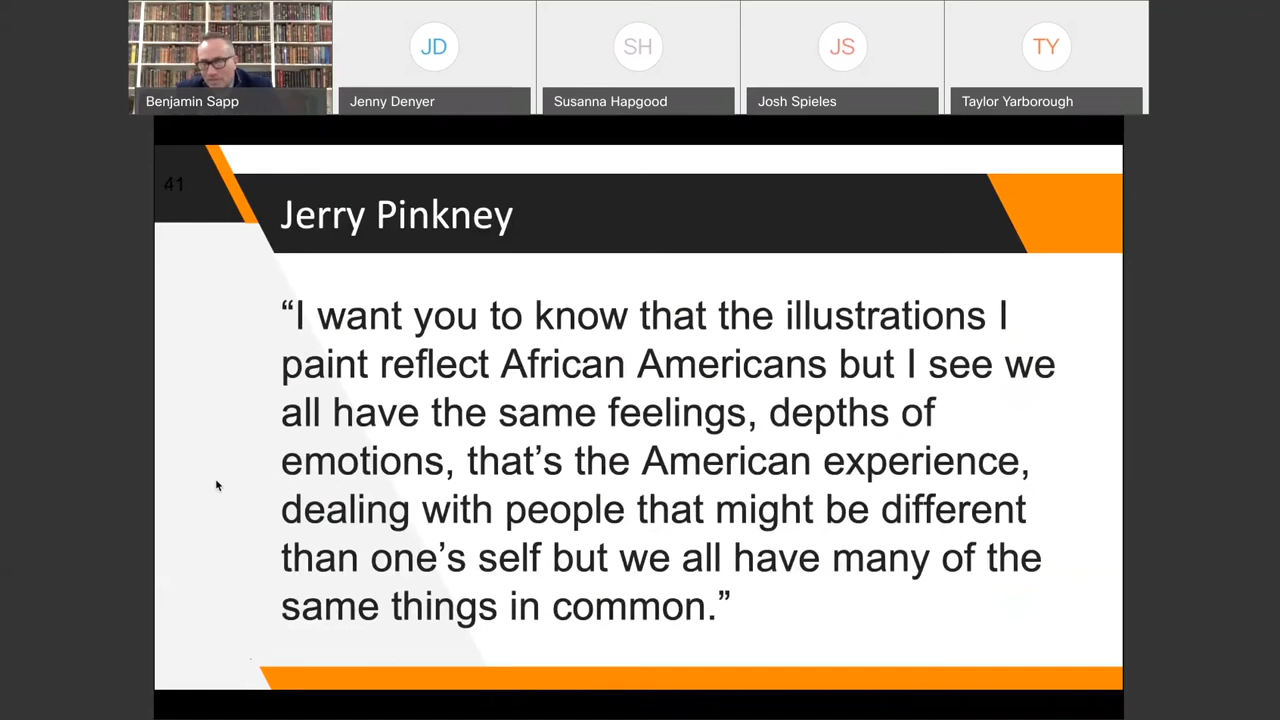 JD
SH
JS
TY
Benjamin Sapp
Jenny Denyer
Susanna Hapgood
Josh Spieles
Taylor Yarborough
41
Jerry Pinkney
“I want you to know that the illustrations I
paint reflect African Americans but I see we
all have the same feelings, depths of
emotions, that’s the American experience,
dealing with people that might be different
than one’s self but we all have many of the
same things in common.”